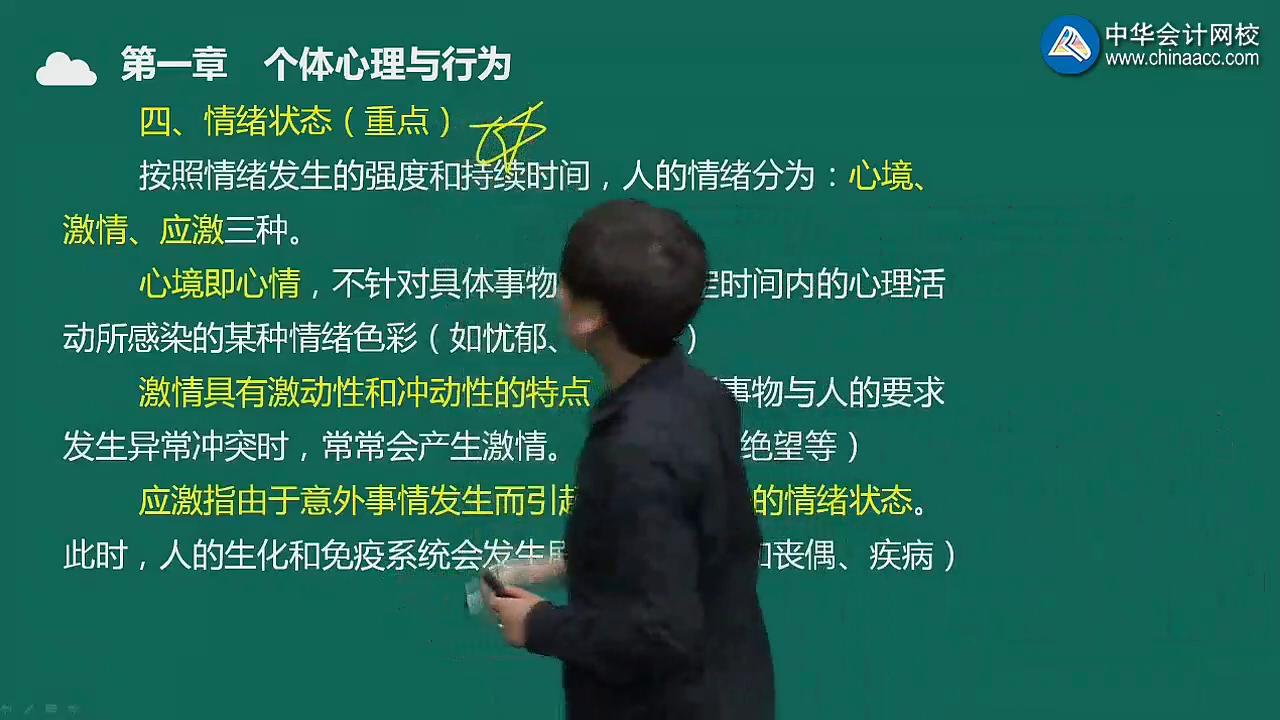 中华会计网校
www.chinaacc.com
第一章 个体心理与行为
四、情绪状态（重点）
按照情绪发生的强度和持续时间，人的情绪分为：心境、
激情、应激三种。
心境即心情，不针对具体事物 定时间内的心理活
动所感染的某种情绪色彩（如忧郁、 ）
激情具有激动性和冲动性的特点 事物与人的要求
发生异常冲突时，常常会产生激情。 绝望等）
应激指由于意外事情发生而引起 的情绪状态。
此时，人的生化和免疫系统会发生 如丧偶、疾病）